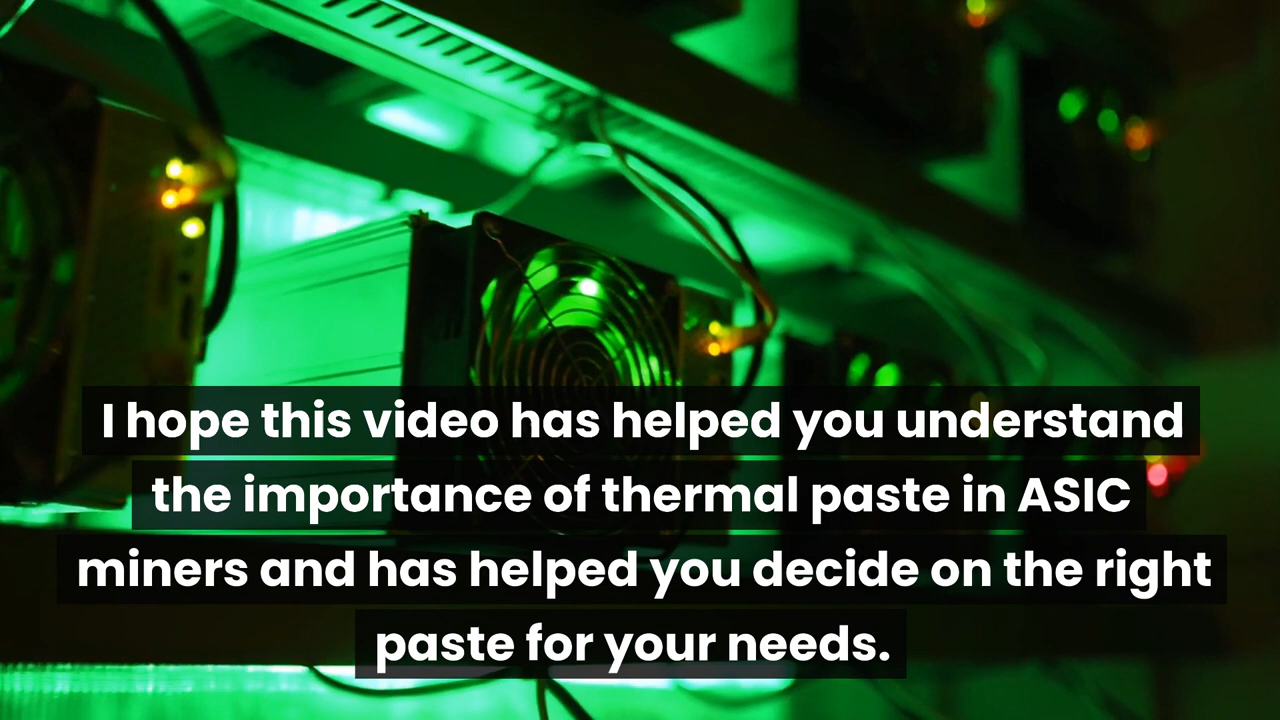 I hope this video has helped you understand
the importance of thermal paste in ASIC
miners and has helped you decide on the right
paste for your needs.